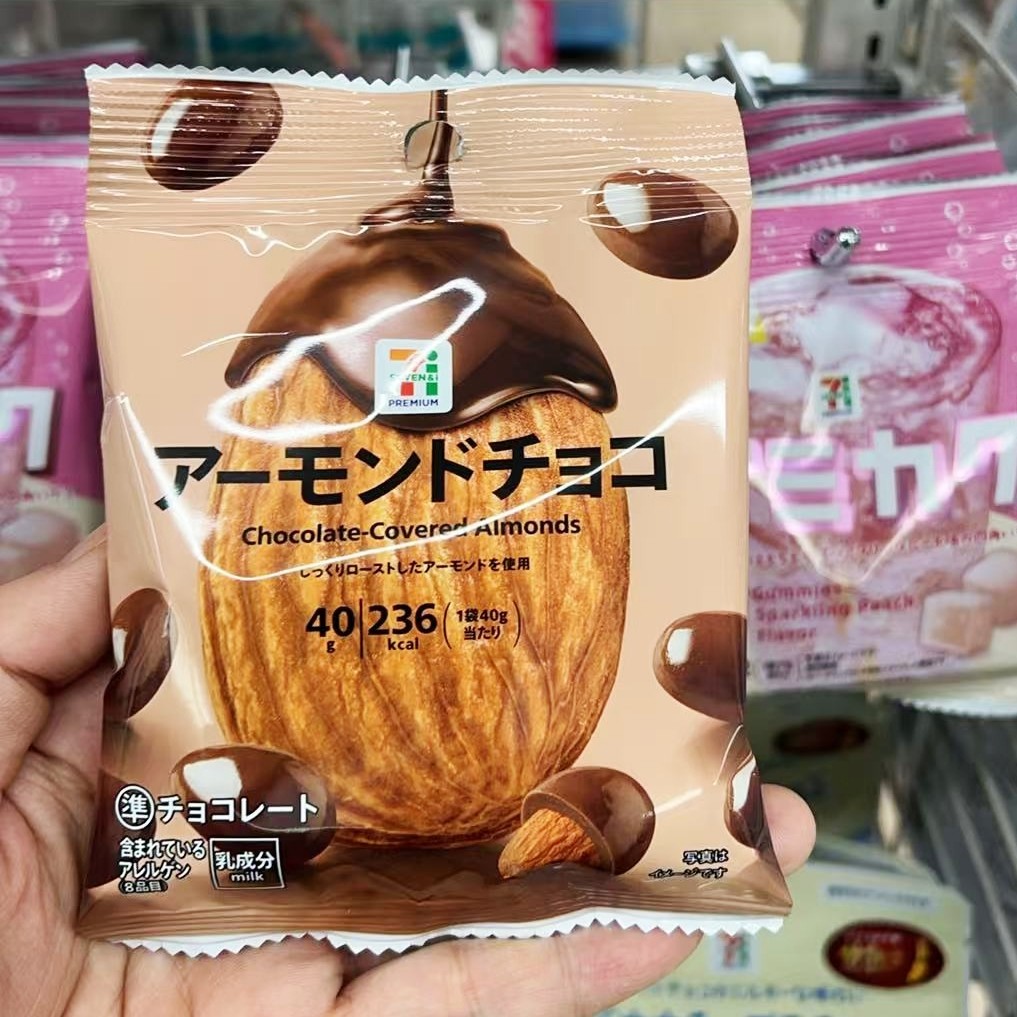 SEVEN&i
PREMIUM
アーモンドチョコ
Chocolate-Covered Almonds
じっくりローストしたアーモンドを使用
40g 236kcal (1袋40g当たり)
準チョコレート
含まれている
アレルゲン
(8品目)
乳成分
milk
写真は
イメージです
ミカ
Gummies
Sparkling Peach
Flavor